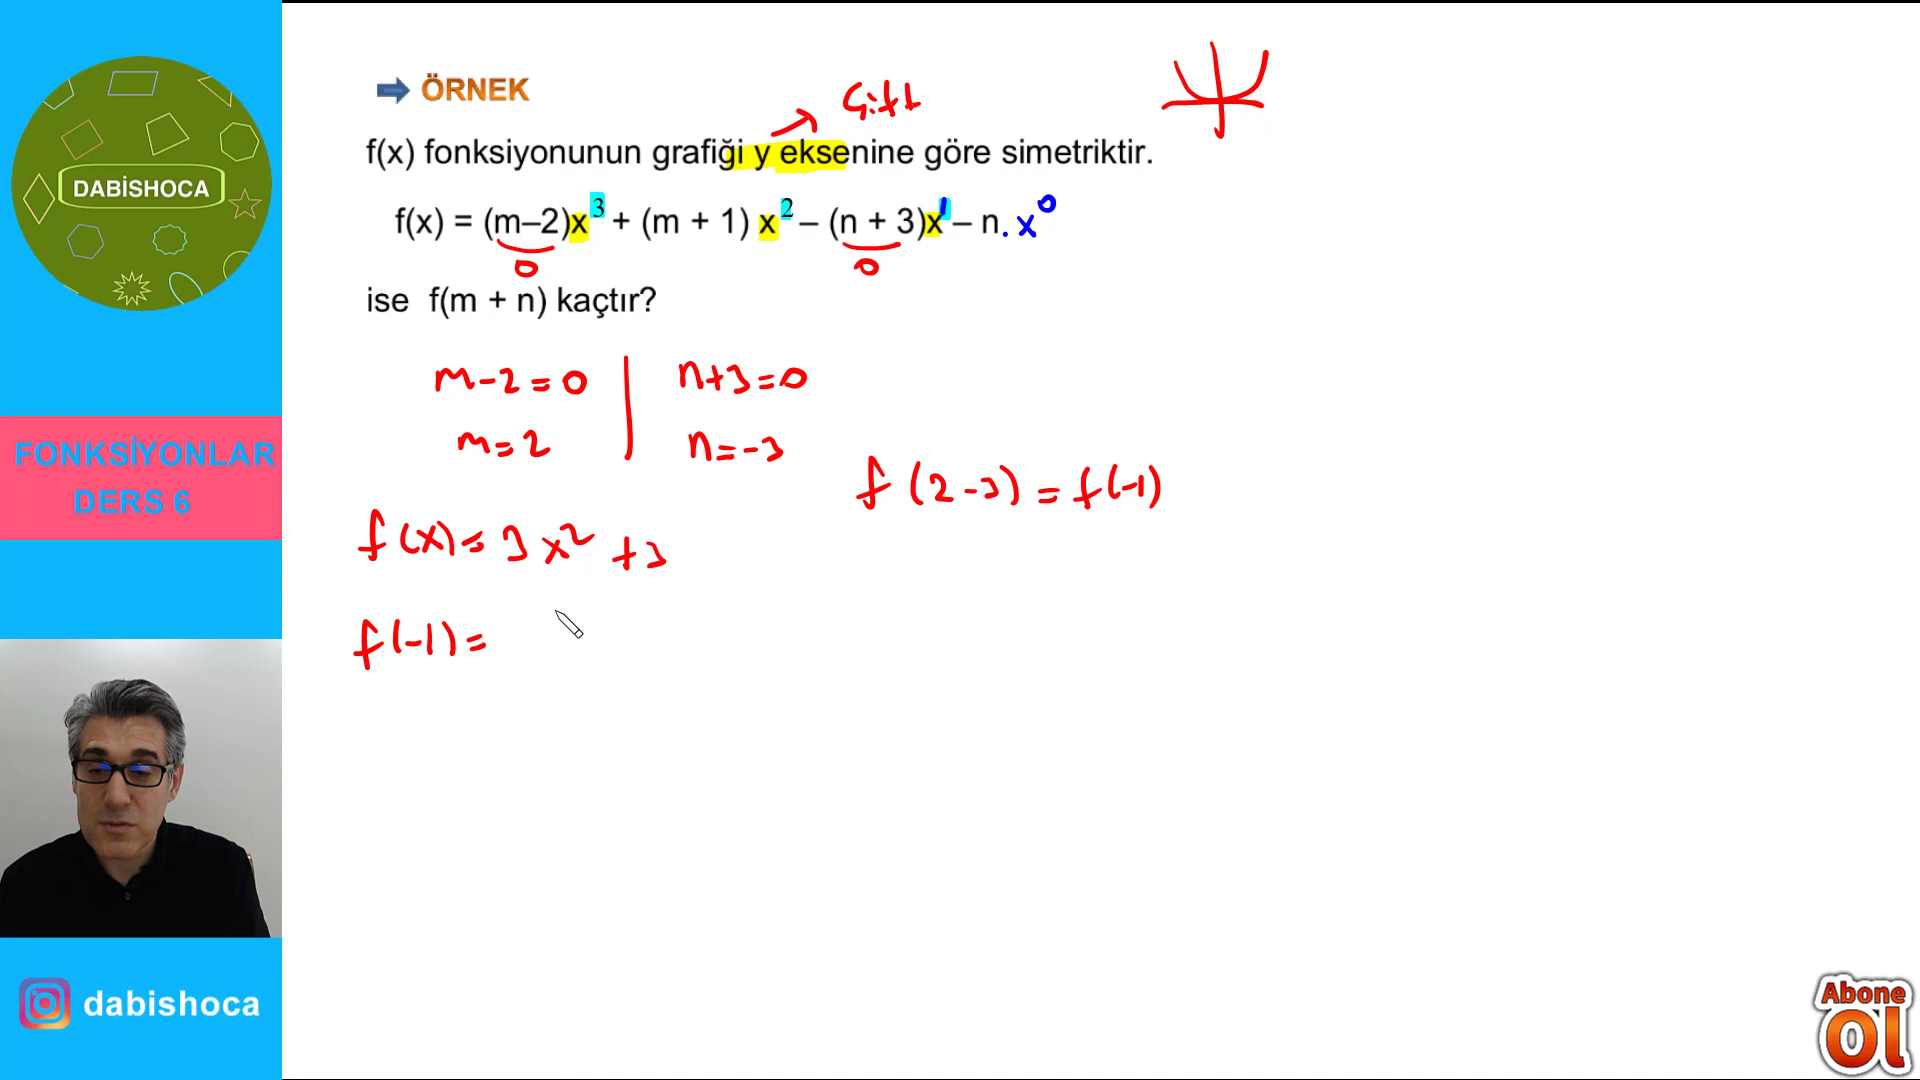 DABİSHOCA
FONKSİYONLAR
DERS 6
dabishoca
ÖRNEK
Çift
f(x) fonksiyonunun grafiği y eksenine göre simetriktir.
f(x) = (m–2)x³ + (m + 1) x² – (n + 3)x¹ – n . x⁰
0 0
ise f(m + n) kaçtır?
m-2=0 n+3=0
m=2 n=-3
f(2-3) = f(-1)
f(x) = 3x² +3
f(-1) =
Abone
Ol